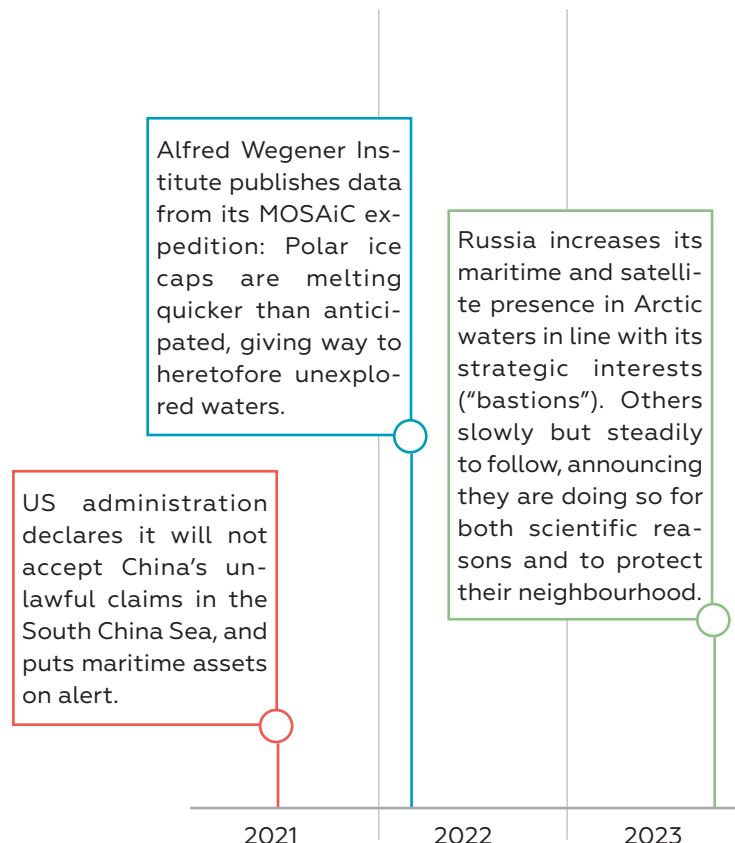 Alfred Wegener Ins-
titute publishes data
from its MOSAiC ex-
pedition: Polar ice
caps are melting
quicker than antici-
pated, giving way to
heretofore unexplo-
red waters.
Russia increases its
maritime and satelli-
te presence in Arctic
waters in line with its
strategic interests
(“bastions”). Others
slowly but steadily
to follow, announcing
they are doing so for
both scientific rea-
sons and to protect
their neighbourhood.
US administration
declares it will not
accept China’s un-
lawful claims in the
South China Sea, and
puts maritime assets
on alert.
2021 2022 2023